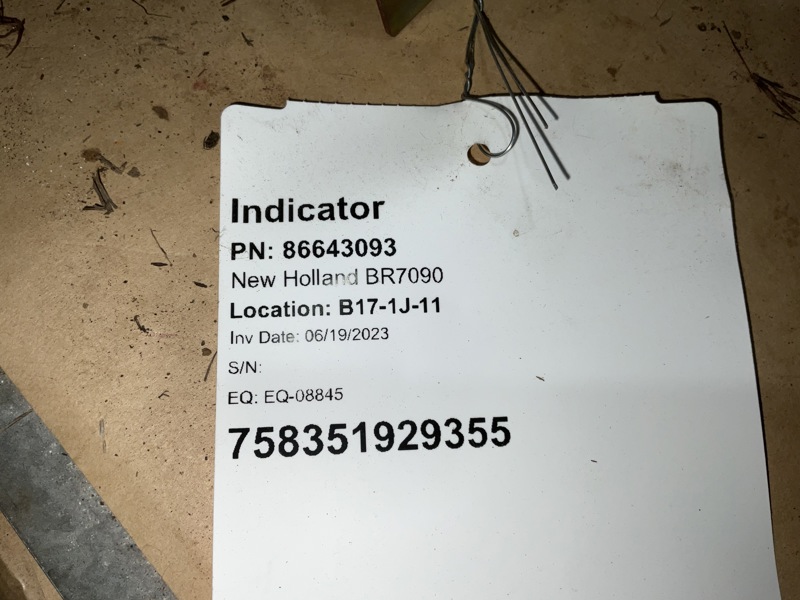 Indicator
PN: 86643093
New Holland BR7090
Location: B17-1J-11
Inv Date: 06/19/2023
S/N:
EQ: EQ-08845
758351929355